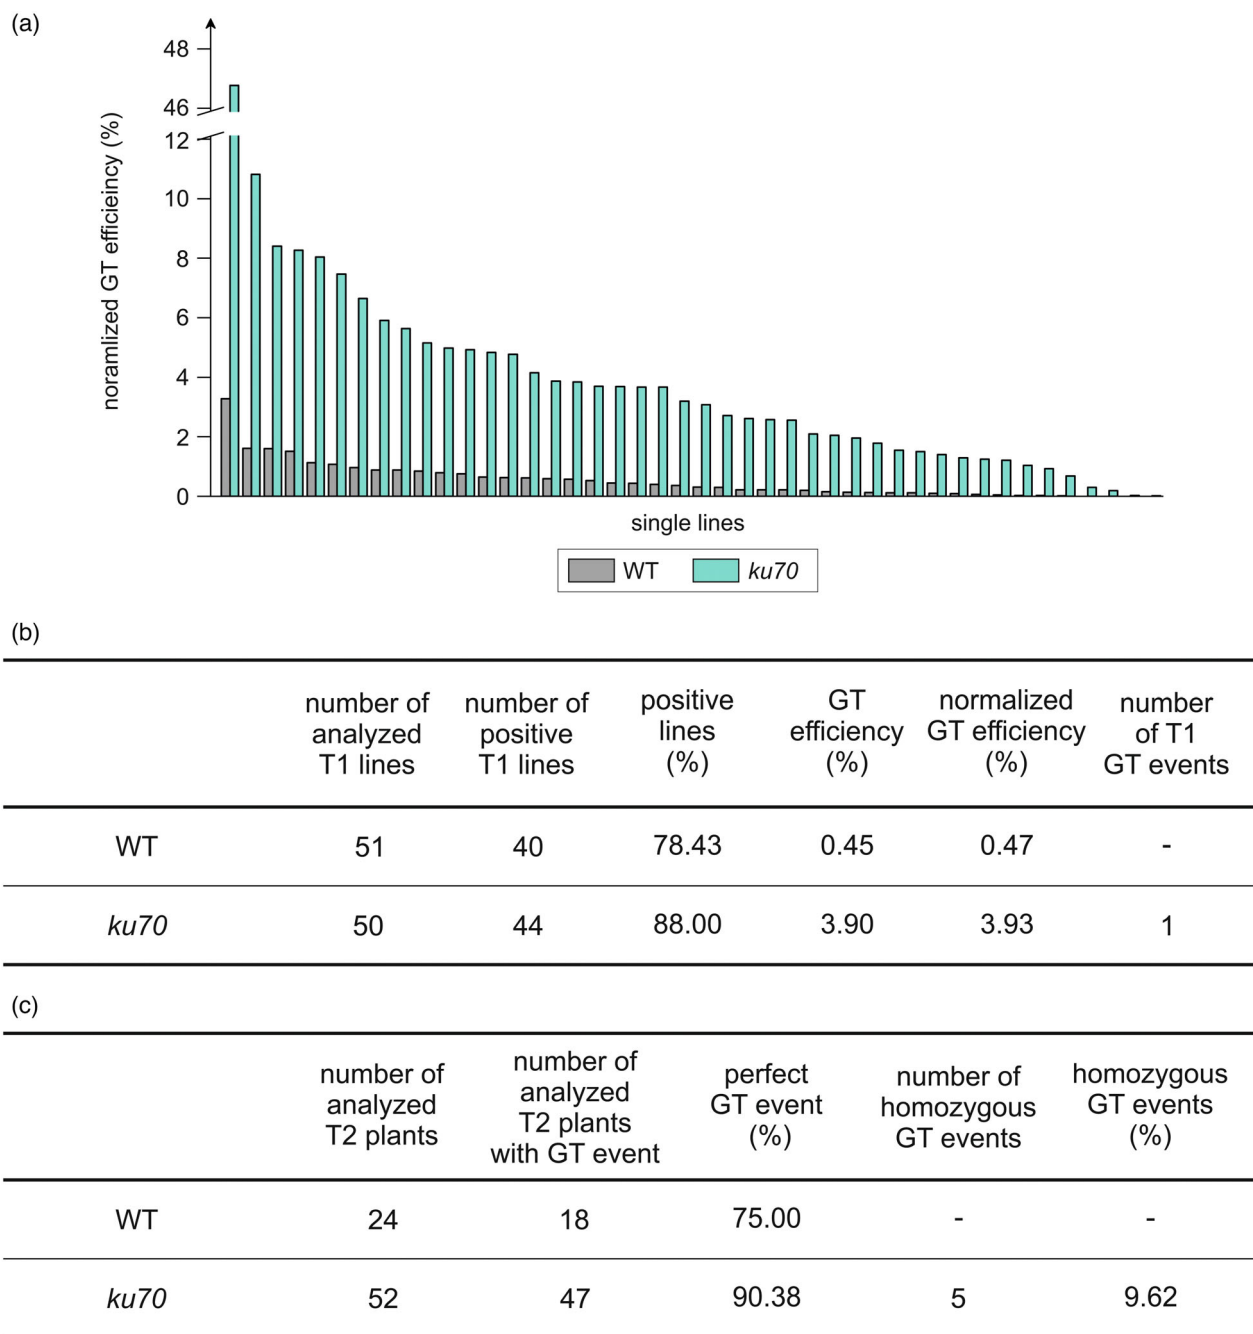 (a)
48
46
12
10
8
6
4
2
0
noramlized GT efficieincy (%)
single lines
WT
ku70
(b)
number of analyzed T1 lines
number of positive T1 lines
positive lines (%)
GT efficiency (%)
normalized GT efficiency (%)
number of T1 GT events
WT 51 40 78.43 0.45 0.47 -
ku70 50 44 88.00 3.90 3.93 1
(c)
number of analyzed T2 plants
number of analyzed T2 plants with GT event
perfect GT event (%)
number of homozygous GT events
homozygous GT events (%)
WT 24 18 75.00 - -
ku70 52 47 90.38 5 9.62